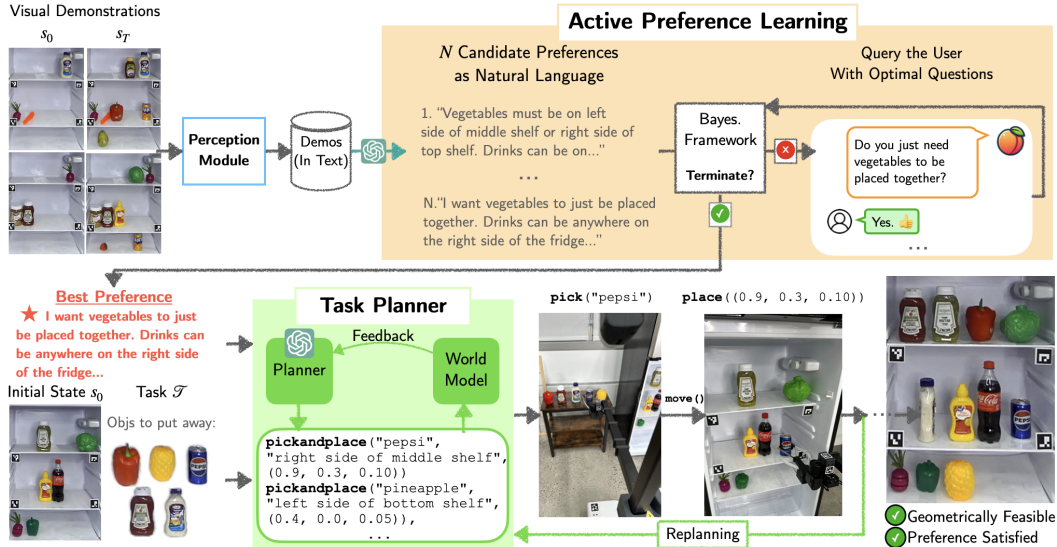 Visual Demonstrations
s0
sT
Perception
Module
Demos
(In Text)
Active Preference Learning
N Candidate Preferences
as Natural Language
1. "Vegetables must be on left
side of middle shelf or right side of
top shelf. Drinks can be on..."
...
N."I want vegetables to just be placed
together. Drinks can be anywhere on
the right side of the fridge..."
Bayes.
Framework
Terminate?
Query the User
With Optimal Questions
Do you just need
vegetables to be
placed together?
Yes. 👍
...
Best Preference
★ I want vegetables to just
be placed together. Drinks can
be anywhere on the right side
of the fridge...
Initial State s0
Task 𝒯
Objs to put away:
Task Planner
Planner
Feedback
World
Model
pickandplace("pepsi",
"right side of middle shelf",
(0.9, 0.3, 0.10))
pickandplace("pineapple",
"left side of bottom shelf",
(0.4, 0.0, 0.05)),
...
pick("pepsi")
move()
place((0.9, 0.3, 0.10))
Replanning
Coca-Cola
PEPSI
Geometrically Feasible
Preference Satisfied